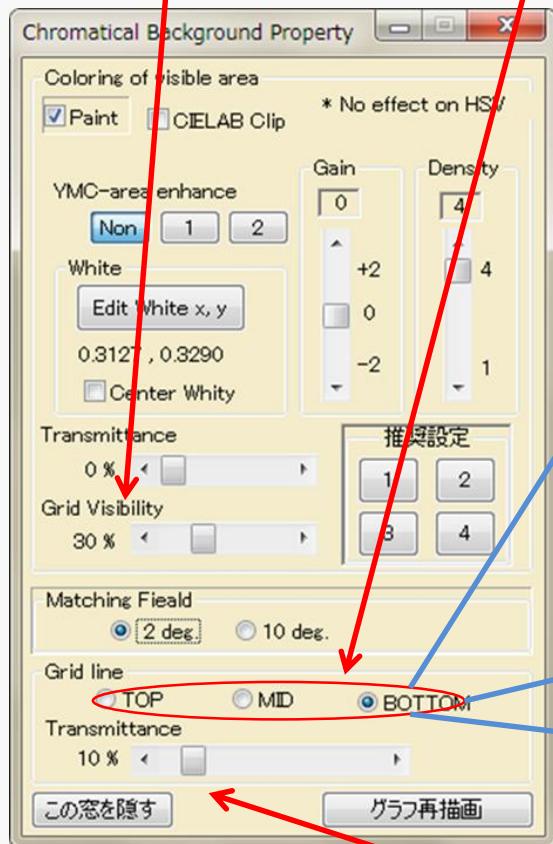 Chromatical Background Property
Coloring of visible area
Paint
CIELAB Clip
* No effect on HSV
YMC-area enhance
Non 1 2
Gain
0
+2
0
-2
Density
4
4
1
White
Edit White x, y
0.3127 , 0.3290
Center Whity
Transmittance
0 %
Grid Visibility
30 %
推奨設定
1 2
3 4
Matching Fieald
2 deg. 10 deg.
Grid line
TOP MID BOTTOM
Transmittance
10 %
この窓を隠す グラフ再描画